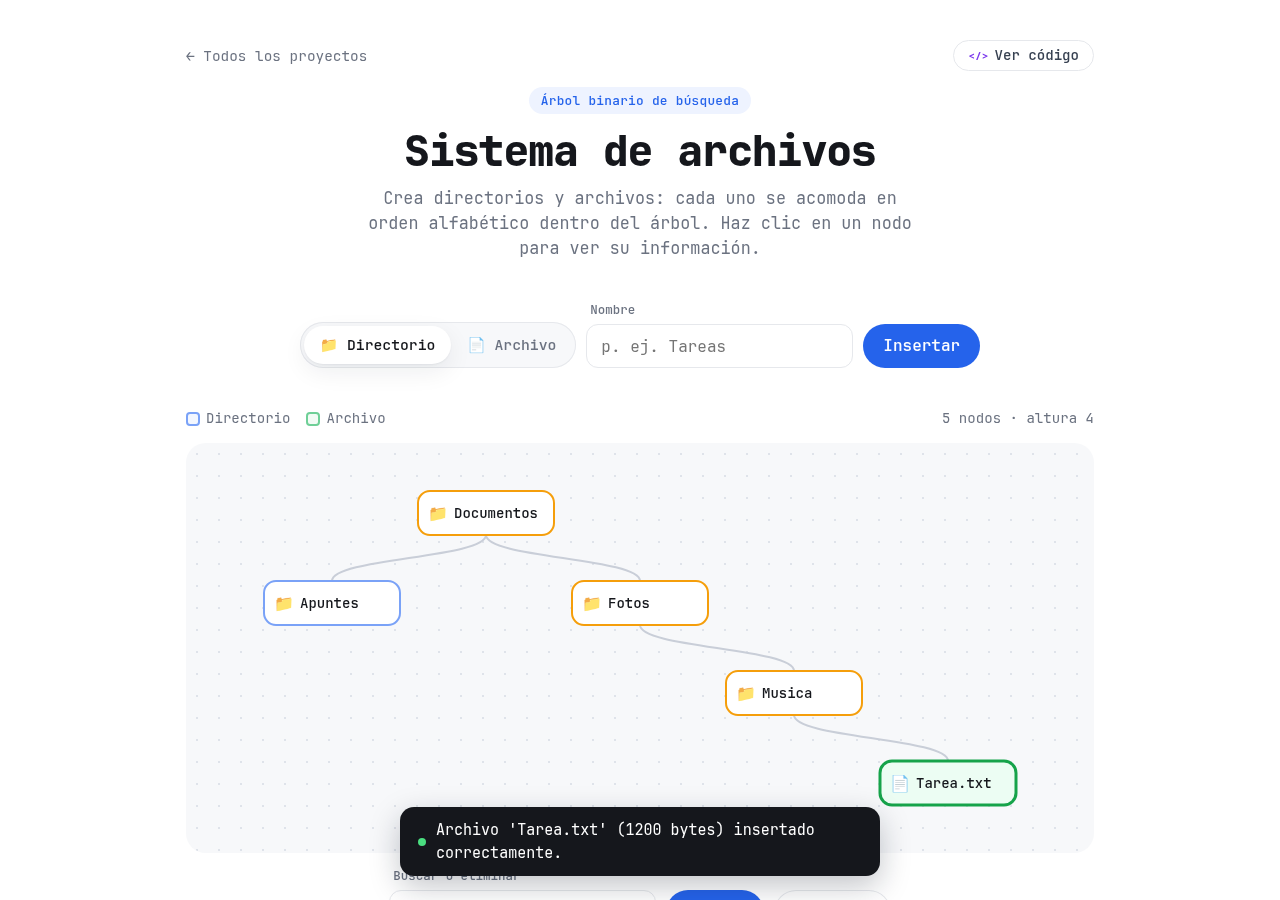 ← Todos los proyectos
</> Ver código
Árbol binario de búsqueda
Sistema de archivos
Crea directorios y archivos: cada uno se acomoda en
orden alfabético dentro del árbol. Haz clic en un nodo
para ver su información.
Nombre
Directorio
Archivo
p. ej. Tareas
Insertar
Directorio
Archivo
5 nodos · altura 4
Documentos
Apuntes
Fotos
Musica
Tarea.txt
Archivo 'Tarea.txt' (1200 bytes) insertado
correctamente.
Buscar o eliminar